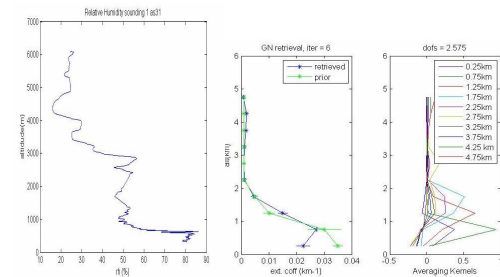 Relative Humidity sounding 1 as31
7000
6000
5000
4000
3000
2000
1000
0
10 20 30 40 50 60 70 80 90
rh [%]
altitude(m)
GN retrieval, iter = 6
retrieved
prior
6
5
4
3
2
1
0
0 0.01 0.02 0.03 0.04
ext. coff (km-1)
alt(km)
dofs = 2.575
0.25km
0.75km
1.25km
1.75km
2.25km
2.75km
3.25km
3.75km
4.25 km
4.75km
6
5
4
3
2
1
0
-0.5 0 0.5 1
Averaging Kernels